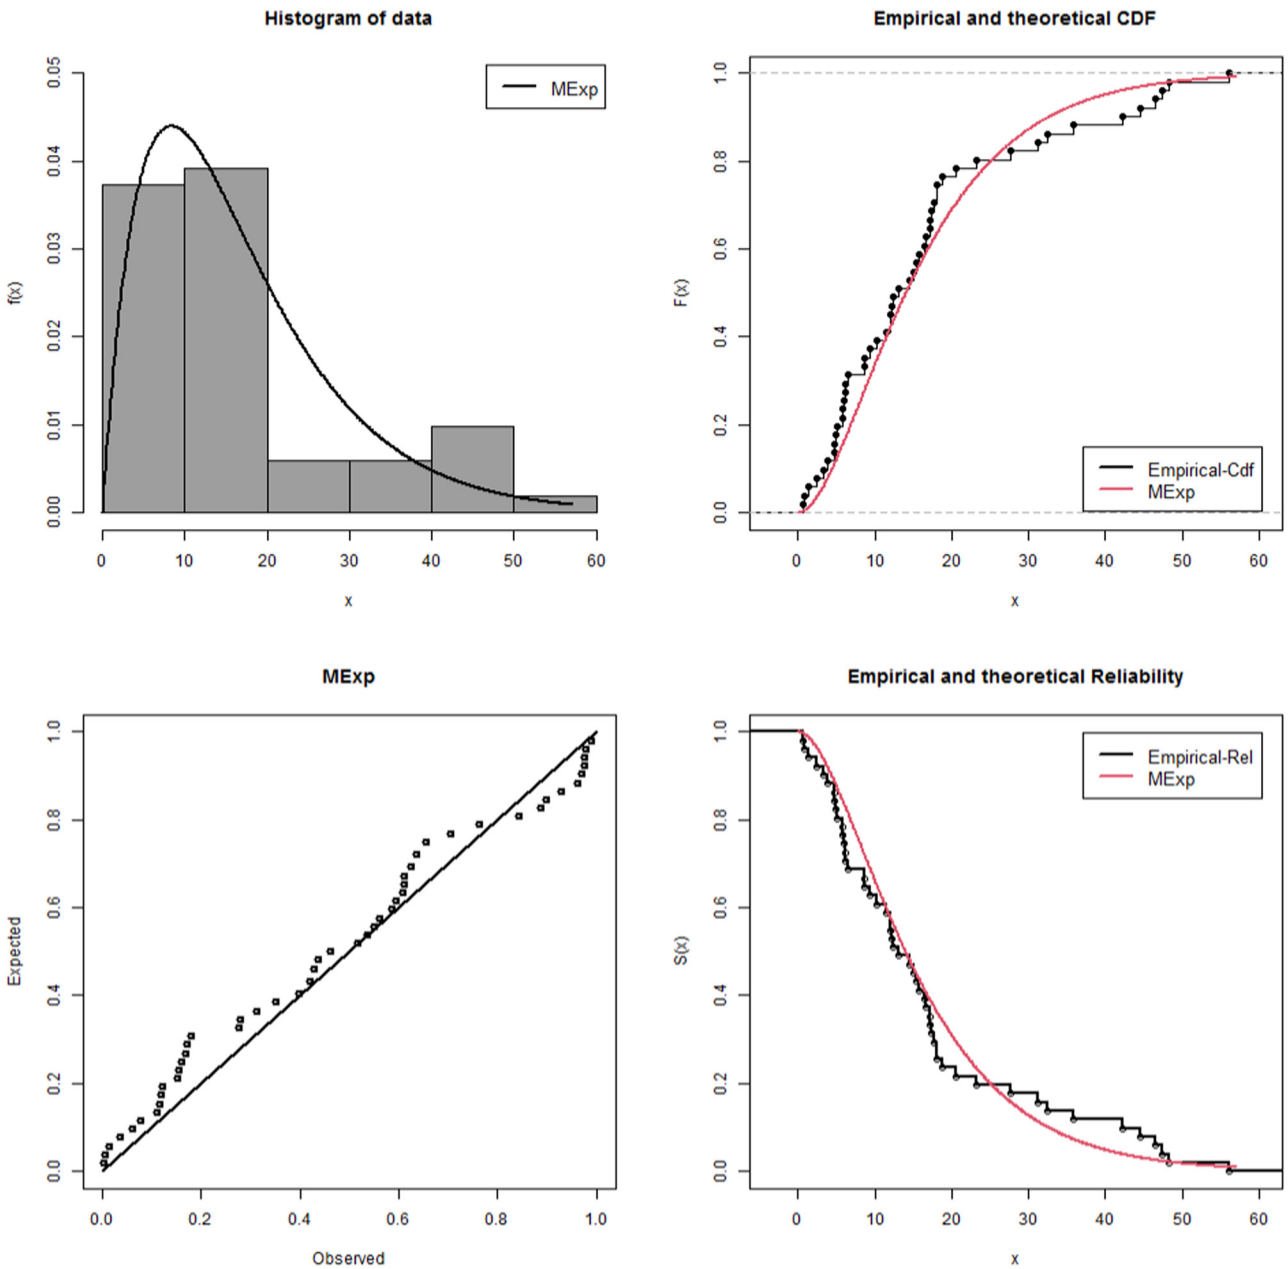 Histogram of data
MExp
f(x)
0.00 0.01 0.02 0.03 0.04 0.05
0 10 20 30 40 50 60
x
Empirical and theoretical CDF
F(x)
0.0 0.2 0.4 0.6 0.8 1.0
Empirical-Cdf
MExp
0 10 20 30 40 50 60
x
MExp
Expected
0.0 0.2 0.4 0.6 0.8 1.0
0.0 0.2 0.4 0.6 0.8 1.0
Observed
Empirical and theoretical Reliability
Empirical-Rel
MExp
S(x)
0.0 0.2 0.4 0.6 0.8 1.0
0 10 20 30 40 50 60
x